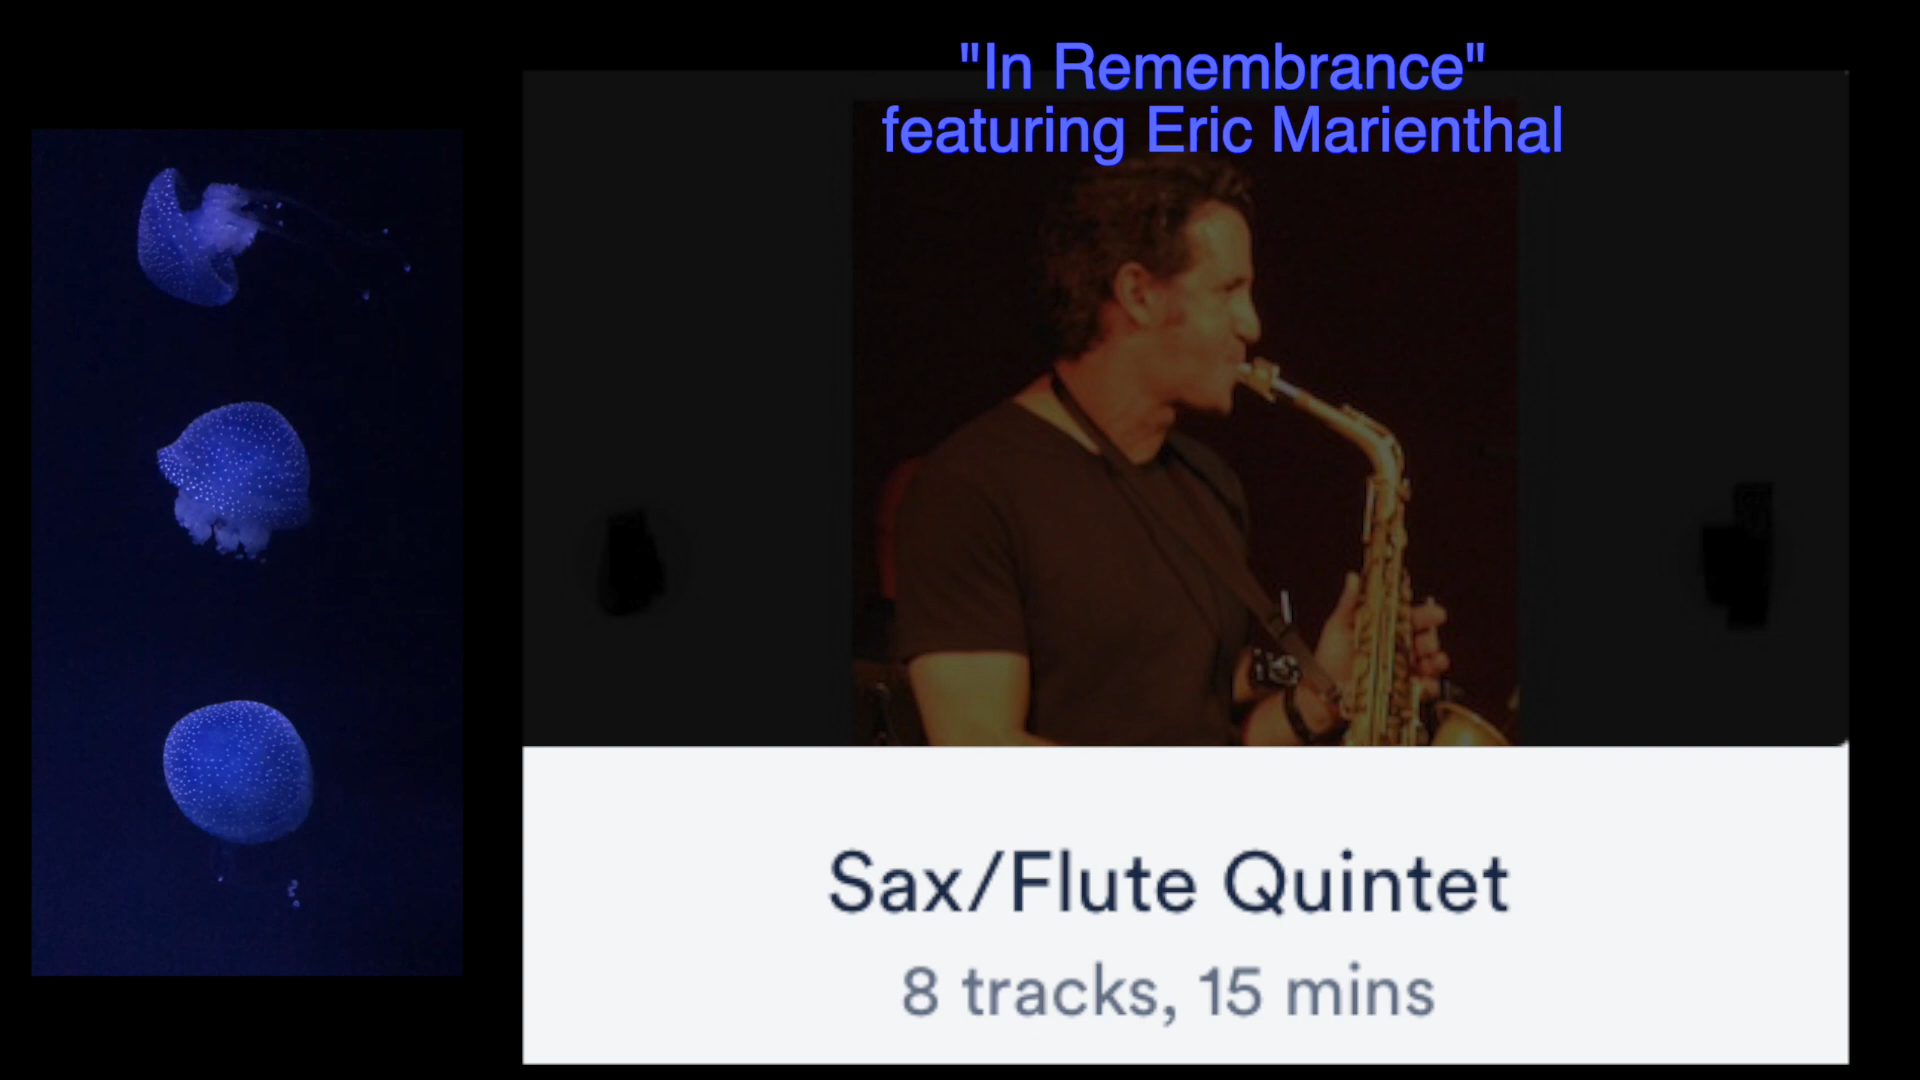 "In Remembrance"
featuring Eric Marienthal
Sax/Flute Quintet
8 tracks, 15 mins